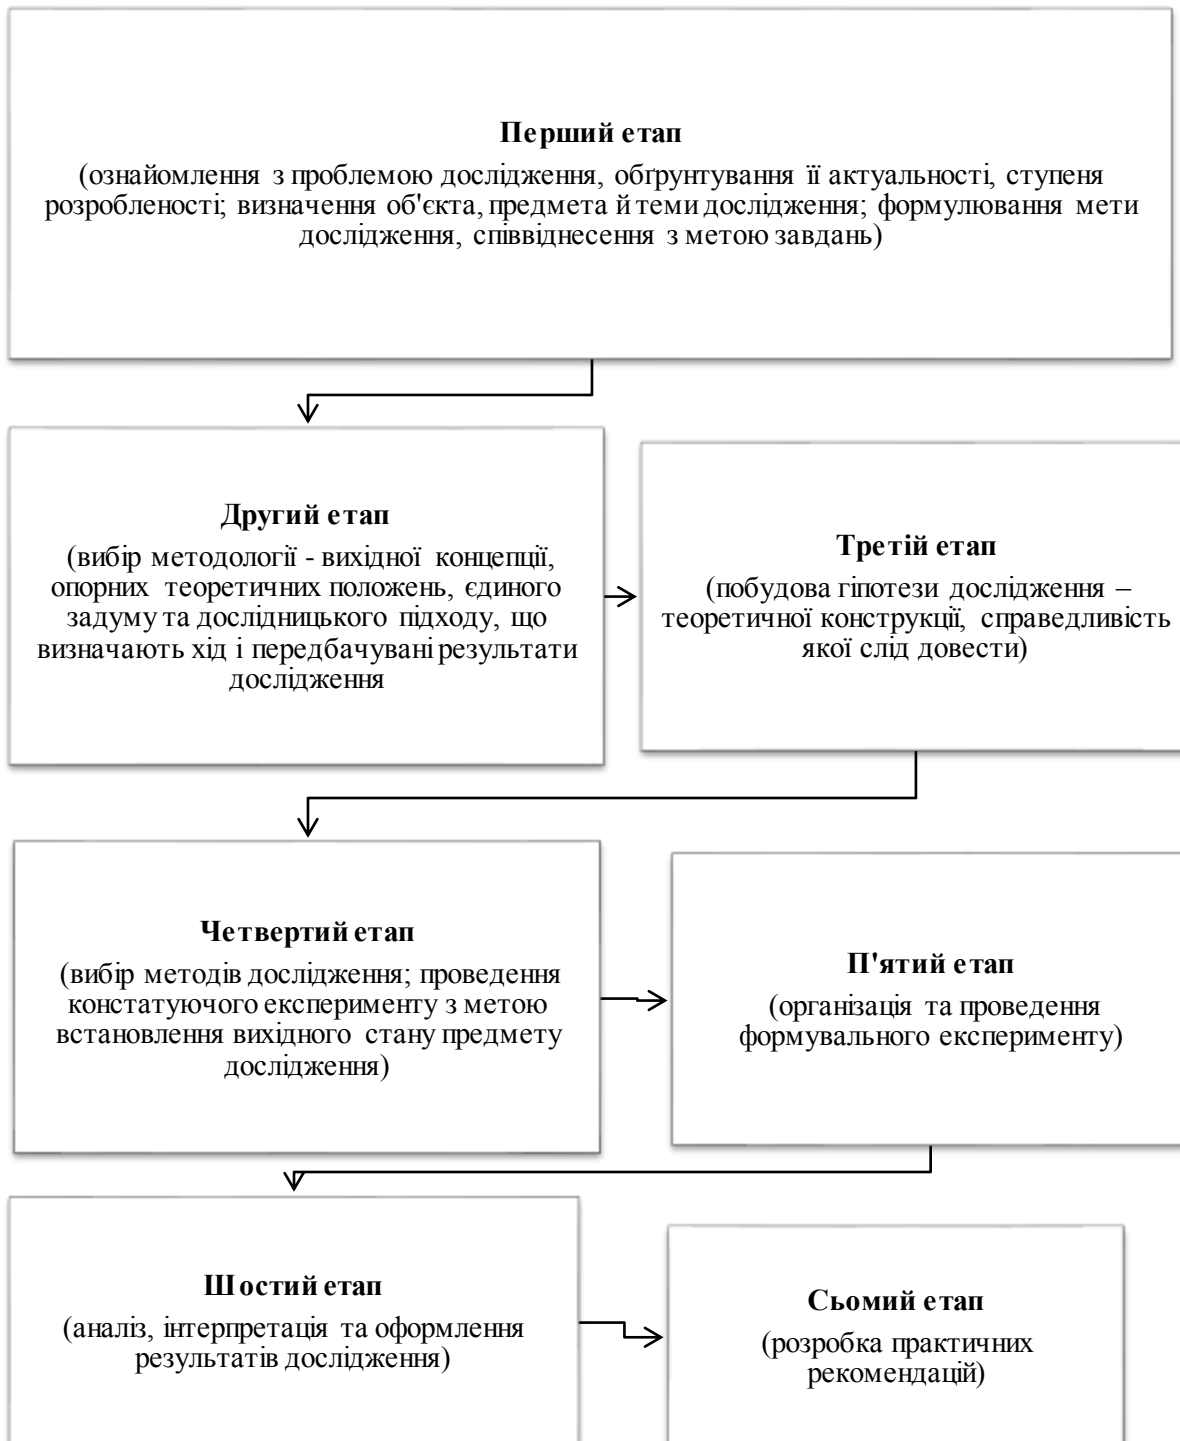 Перший етап
(ознайомлення з проблемою дослідження, обґрунтування її актуальності, ступеня
розробленості; визначення об'єкта, предмета й теми дослідження; формулювання мети
дослідження, співвіднесення з метою завдань)
Другий етап
(вибір методології - вихідної концепції,
опорних теоретичних положень, єдиного
задуму та дослідницького підходу, що
визначають хід і передбачувані результати
дослідження
Третій етап
(побудова гіпотези дослідження –
теоретичної конструкції, справедливість
якої слід довести)
Четвертий етап
(вибір методів дослідження; проведення
констатуючого експерименту з метою
встановлення вихідного стану предмету
дослідження)
П'ятий етап
(організація та проведення
формувального експерименту)
Шостий етап
(аналіз, інтерпретація та оформлення
результатів дослідження)
Сьомий етап
(розробка практичних
рекомендацій)